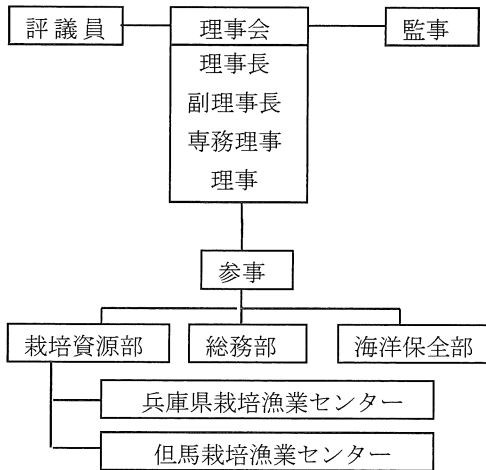 評議員
理事会
監事
理事長
副理事長
専務理事
理事
参事
栽培資源部
総務部
海洋保全部
兵庫県栽培漁業センター
但馬栽培漁業センター